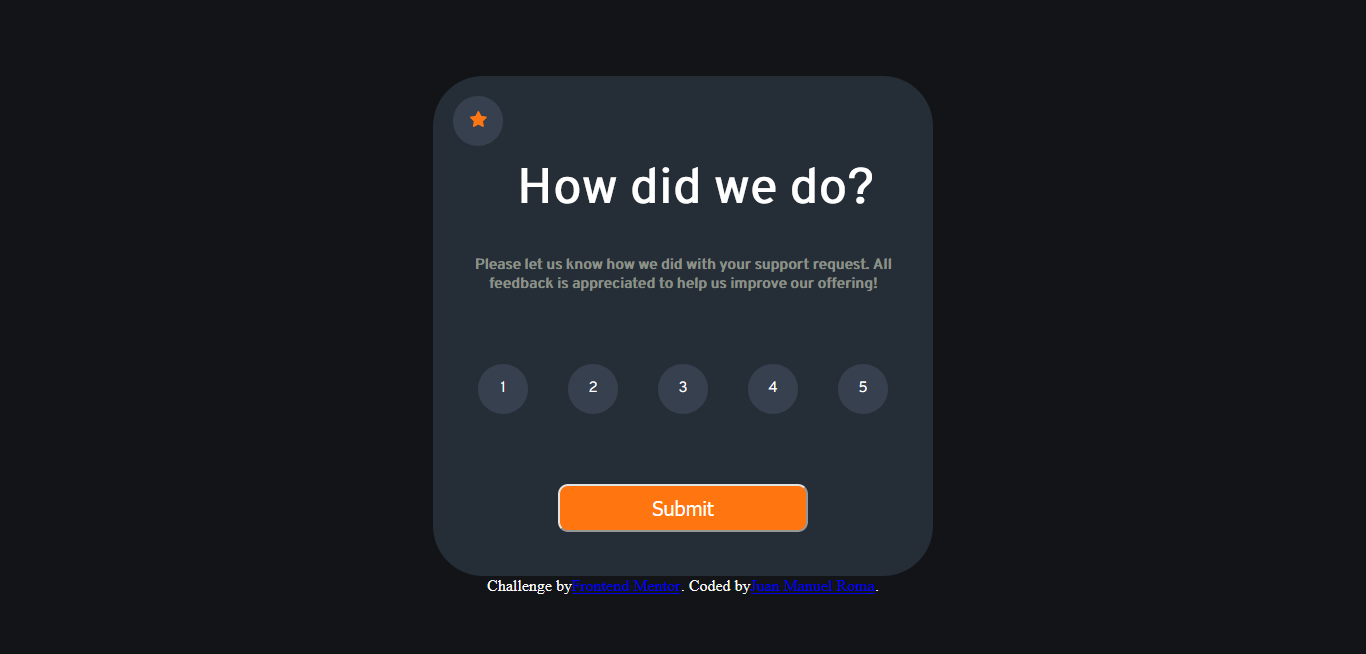 How did we do?
Please let us know how we did with your support request. All
feedback is appreciated to help us improve our offering!
1 2 3 4 5
Submit
Challenge byFrontend Mentor. Coded byJuan Manuel Roma.